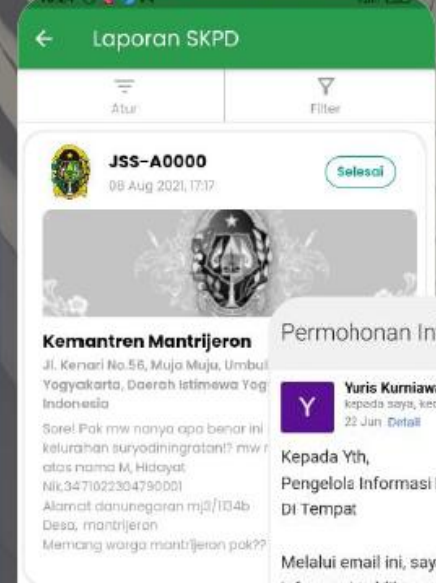 Laporan SKPD
Atur
Filter
JSS-A0000
08 Aug 2021, 17:17
Selesai
Kemantren Mantrijeron
Jl. Kenari No.56, Muja Muju, Umbul
Yogyakarta, Daerah Istimewa Yog
Indonesia
Sore! Pak mw nanya apa benar ini
kelurahan suryodiningratan!? mw
atas nama M, Hidayat
Nik.3471022304790001
Alamat danunegaran mj3/1134b
Desa, mantrijeron
Memang warga mantrijeron pak??
Permohonan In
Y
Yuris Kurniawa
kepada saya, kec
22 Jun Detail
Kepada Yth,
Pengelola Informasi
DI Tempat
Melalui email ini, say